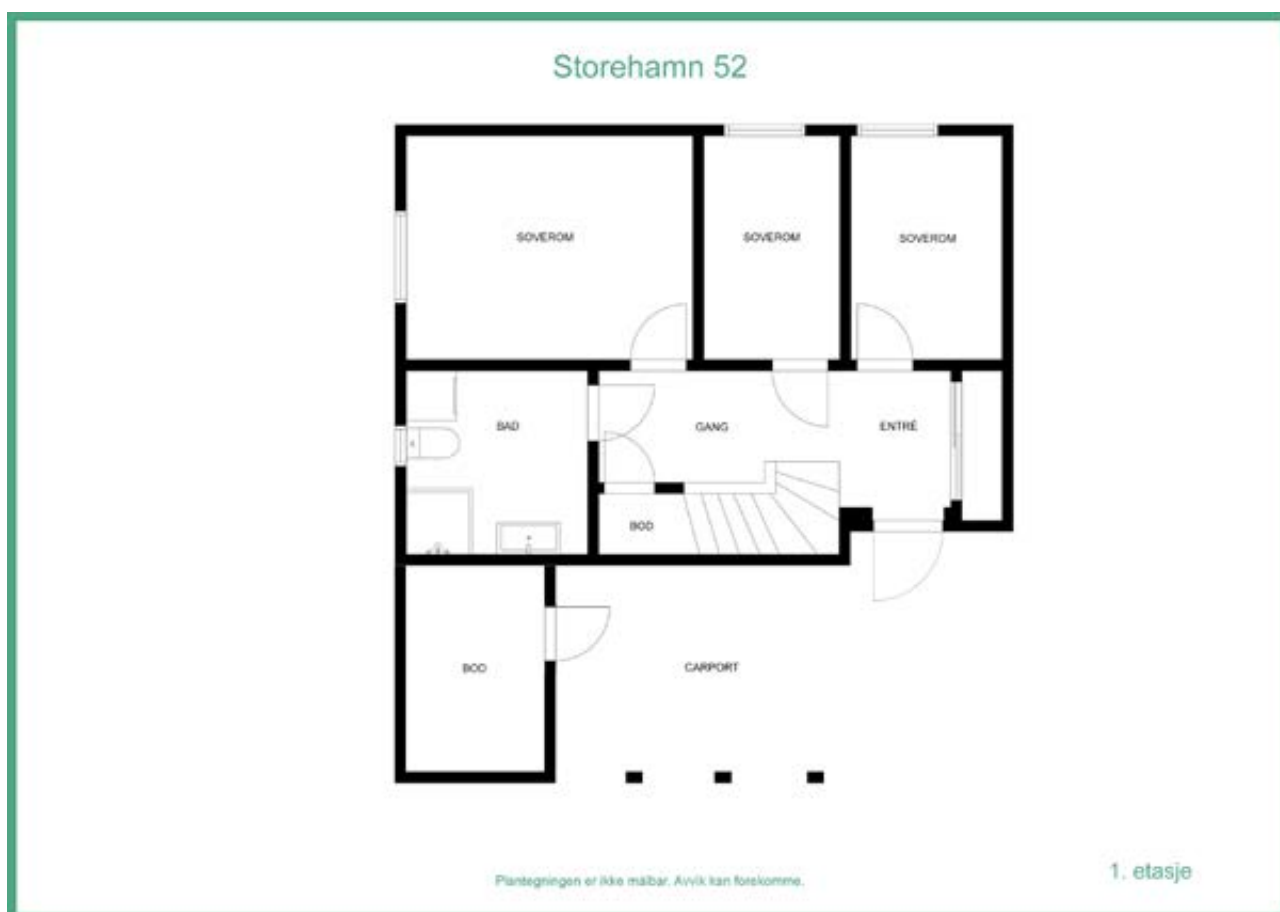 Storehamn 52
SOVEROM
SOVEROM
SOVEROM
BAD
GANG
ENTRÉ
BOD
BOD
CARPORT
Plantegningen er ikke målbar. Avvik kan forekomme.
1. etasje